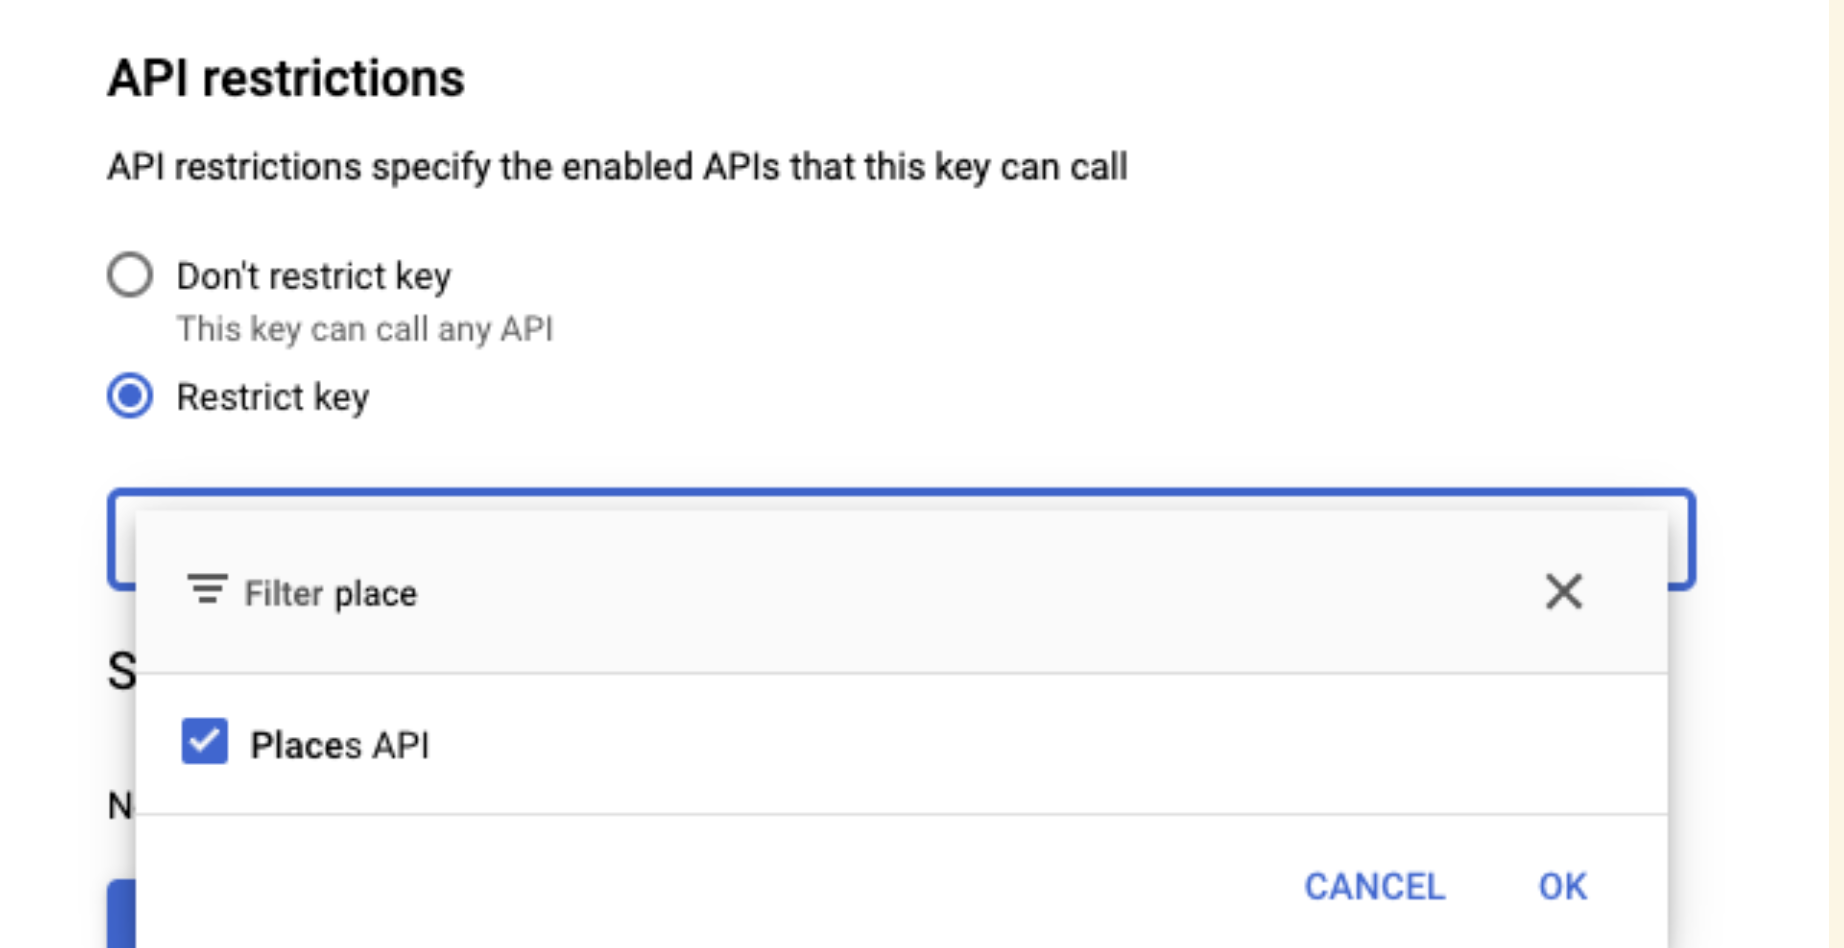 API restrictions
API restrictions specify the enabled APIs that this key can call
Don't restrict key
This key can call any API
Restrict key
Filter place
S
Places API
N
CANCEL OK